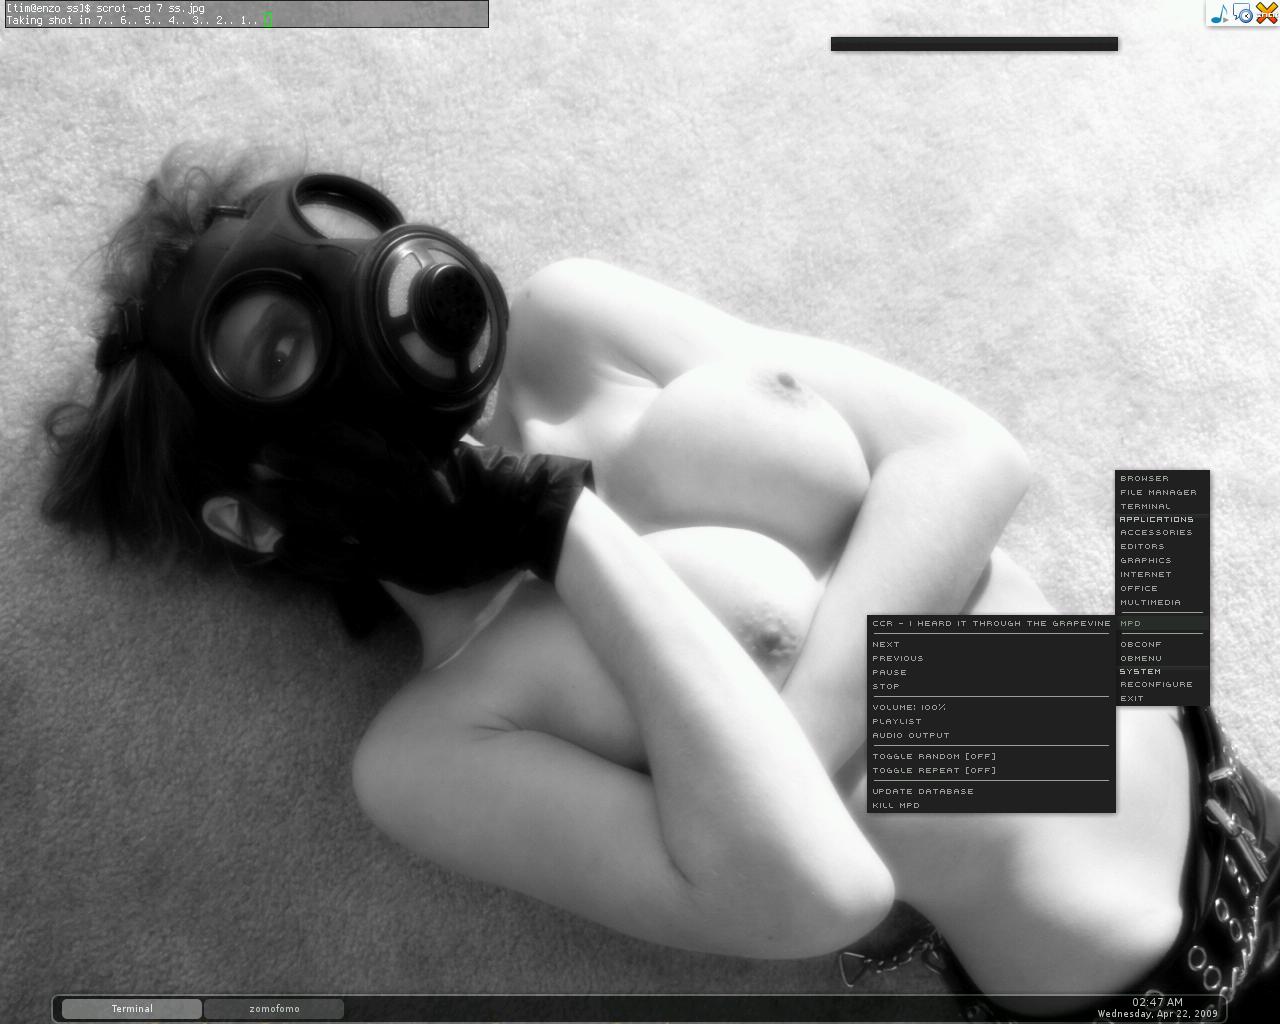 [tim@enzo ss]$ scrot -cd 7 ss.jpg
Taking shot in 7.. 6.. 5.. 4.. 3.. 2.. 1..
BROWSER
FILE MANAGER
TERMINAL
APPLICATIONS
ACCESSORIES
EDITORS
GRAPHICS
INTERNET
OFFICE
MULTIMEDIA
MPD
OBCONF
OBMENU
SYSTEM
RECONFIGURE
EXIT
CCR - I HEARD IT THROUGH THE GRAPEVINE
NEXT
PREVIOUS
PAUSE
STOP
VOLUME: 100%
PLAYLIST
AUDIO OUTPUT
TOGGLE RANDOM [OFF]
TOGGLE REPEAT [OFF]
UPDATE DATABASE
KILL MPD
Terminal
zomofomo
02:47 AM
Wednesday, Apr 22, 2009